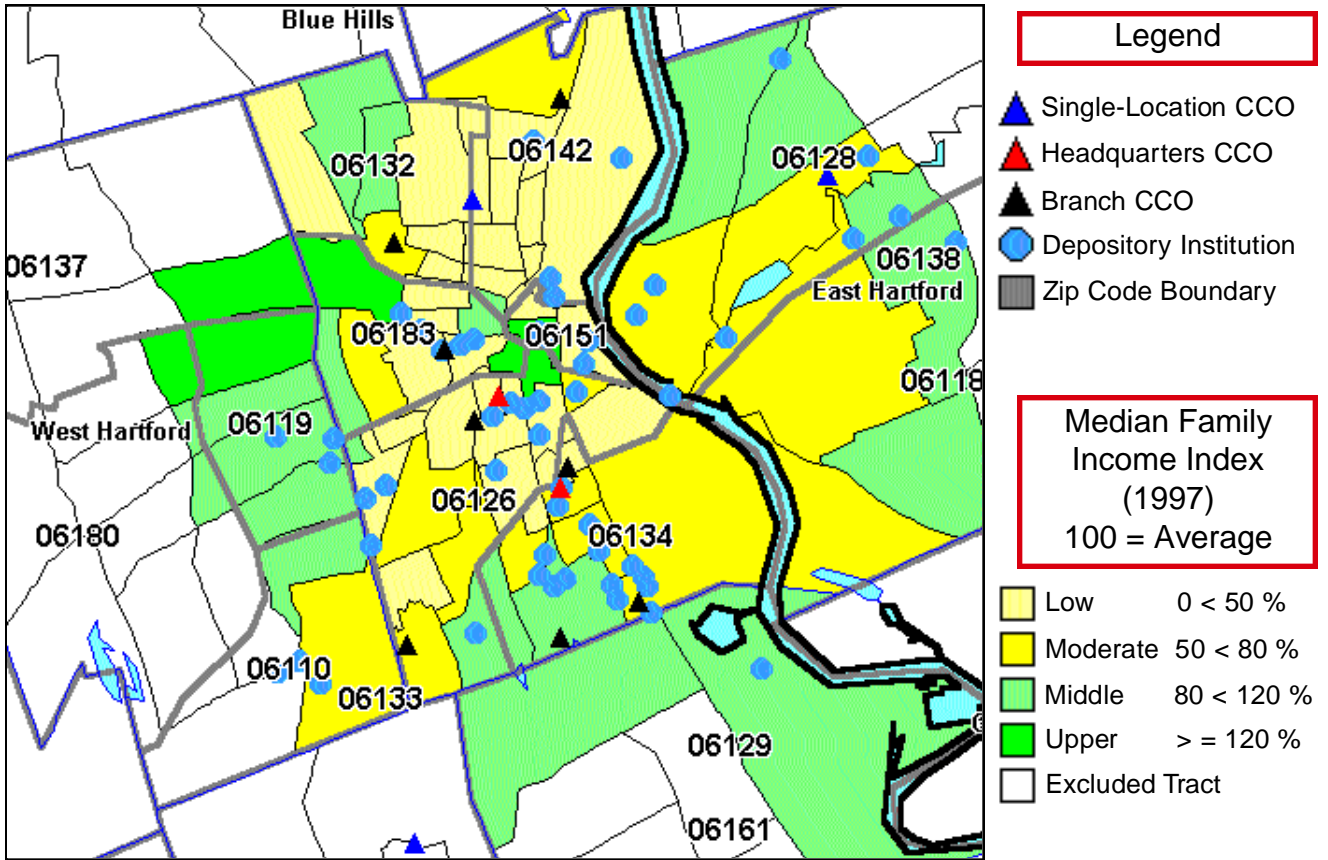 Blue Hills
06132
06142
06128
06137
06138
East Hartford
06183
06151
06118
West Hartford
06119
06126
06180
06134
06110
06133
06129
06161
Legend
Single-Location CCO
Headquarters CCO
Branch CCO
Depository Institution
Zip Code Boundary
Median Family
Income Index
(1997)
100 = Average
Low 0 < 50 %
Moderate 50 < 80 %
Middle 80 < 120 %
Upper > = 120 %
Excluded Tract